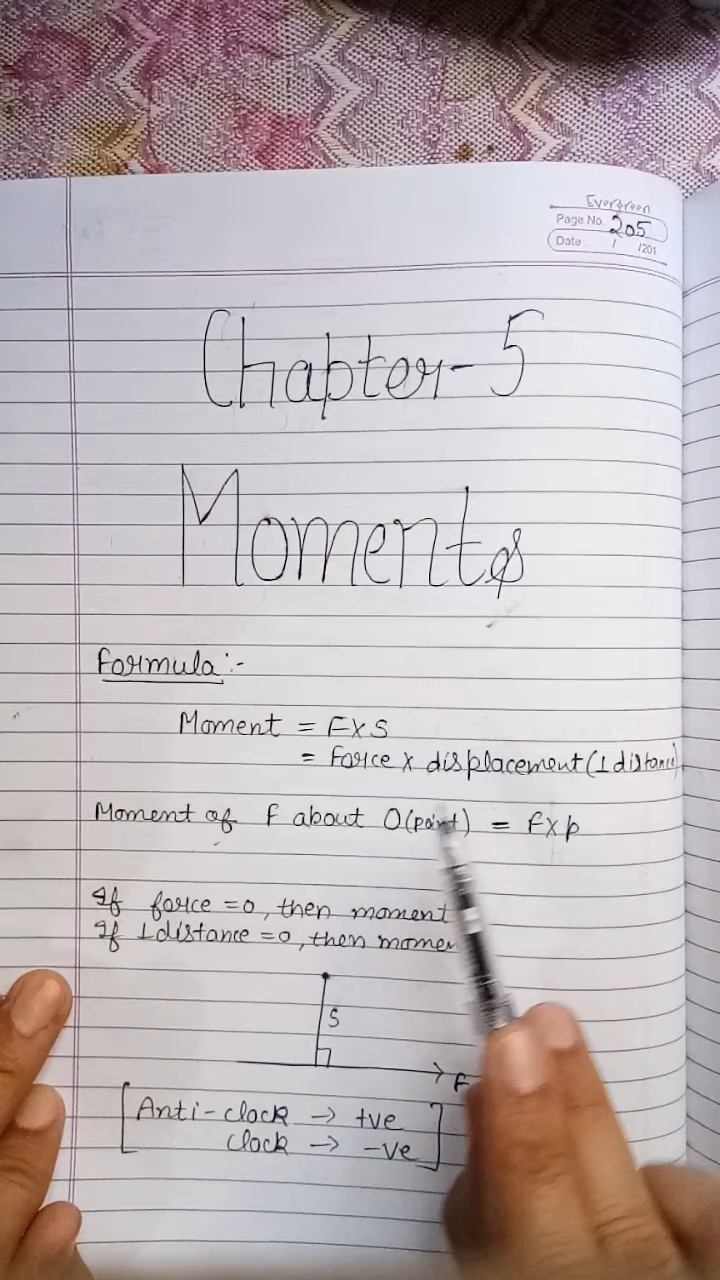 Evergreen
Page No. 205
Date / /201
Chapter-5
Moments
Formula :-
Moment = F×S
= Force × displacement (⊥ distance)
Moment of F about O(point) = F×p
If force =0, then moment
If ⊥ distance =0, then momen
S
F
Anti-clock → +ve
clock → -ve